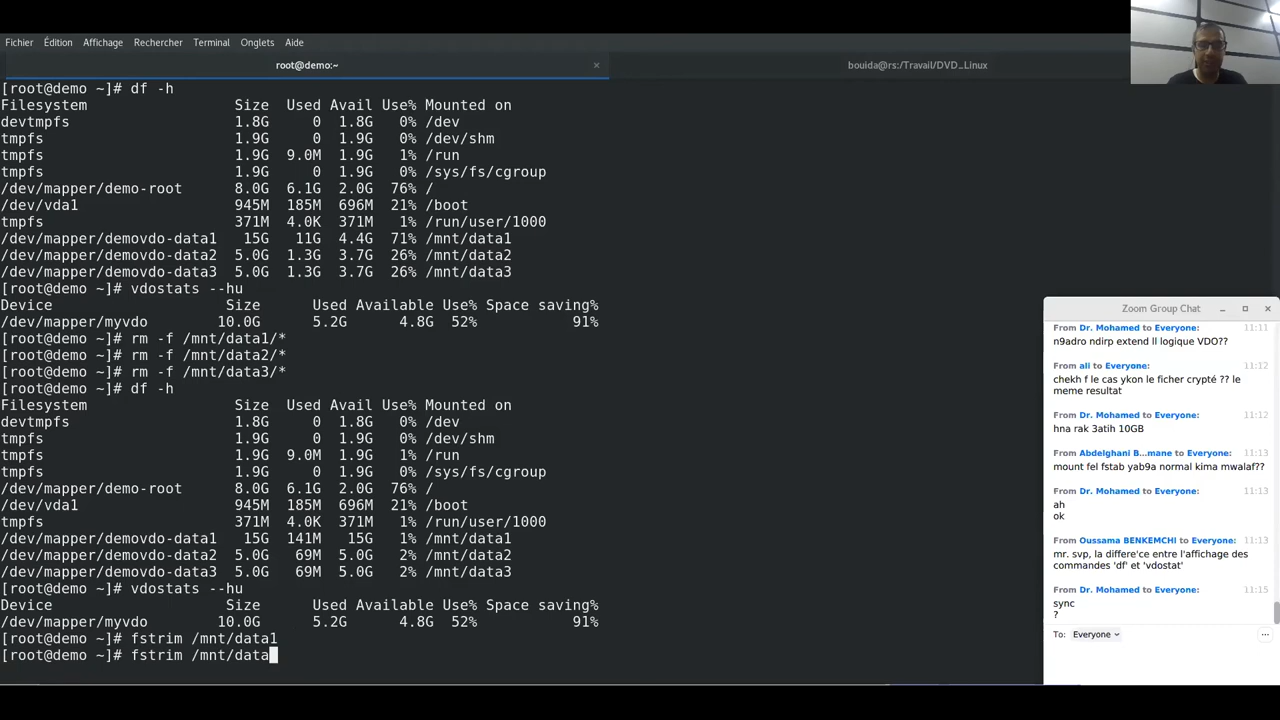 Fichier Édition Affichage Rechercher Terminal Onglets Aide
root@demo:~ ×
bouida@rs:/Travail/DVD_Linux
[root@demo ~]# df -h
Filesystem Size Used Avail Use% Mounted on
devtmpfs 1.8G 0 1.8G 0% /dev
tmpfs 1.9G 0 1.9G 0% /dev/shm
tmpfs 1.9G 9.0M 1.9G 1% /run
tmpfs 1.9G 0 1.9G 0% /sys/fs/cgroup
/dev/mapper/demo-root 8.0G 6.1G 2.0G 76% /
/dev/vda1 945M 185M 696M 21% /boot
tmpfs 371M 4.0K 371M 1% /run/user/1000
/dev/mapper/demovdo-data1 15G 11G 4.4G 71% /mnt/data1
/dev/mapper/demovdo-data2 5.0G 1.3G 3.7G 26% /mnt/data2
/dev/mapper/demovdo-data3 5.0G 1.3G 3.7G 26% /mnt/data3
[root@demo ~]# vdostats --hu
Device Size Used Available Use% Space saving%
/dev/mapper/myvdo 10.0G 5.2G 4.8G 52% 91%
[root@demo ~]# rm -f /mnt/data1/*
[root@demo ~]# rm -f /mnt/data2/*
[root@demo ~]# rm -f /mnt/data3/*
[root@demo ~]# df -h
Filesystem Size Used Avail Use% Mounted on
devtmpfs 1.8G 0 1.8G 0% /dev
tmpfs 1.9G 0 1.9G 0% /dev/shm
tmpfs 1.9G 9.0M 1.9G 1% /run
tmpfs 1.9G 0 1.9G 0% /sys/fs/cgroup
/dev/mapper/demo-root 8.0G 6.1G 2.0G 76% /
/dev/vda1 945M 185M 696M 21% /boot
tmpfs 371M 4.0K 371M 1% /run/user/1000
/dev/mapper/demovdo-data1 15G 141M 15G 1% /mnt/data1
/dev/mapper/demovdo-data2 5.0G 69M 5.0G 2% /mnt/data2
/dev/mapper/demovdo-data3 5.0G 69M 5.0G 2% /mnt/data3
[root@demo ~]# vdostats --hu
Device Size Used Available Use% Space saving%
/dev/mapper/myvdo 10.0G 5.2G 4.8G 52% 91%
[root@demo ~]# fstrim /mnt/data1
[root@demo ~]# fstrim /mnt/data
Zoom Group Chat
From Dr. Mohamed to Everyone: 11:11
n9adro ndirp extend ll logique VDO??
From ali to Everyone: 11:12
chekh f le cas ykon le ficher crypté ?? le
meme resultat
From Dr. Mohamed to Everyone: 11:12
hna rak 3atih 10GB
From Abdelghani B...mane to Everyone: 11:13
mount fel fstab yab9a normal kima mwalaf??
From Dr. Mohamed to Everyone: 11:13
ah
ok
From Oussama BENKEMCHI to Everyone: 11:13
mr. svp, la differe'ce entre l'affichage des
commandes 'df' et 'vdostat'
From Dr. Mohamed to Everyone: 11:15
sync
?
To: Everyone ...